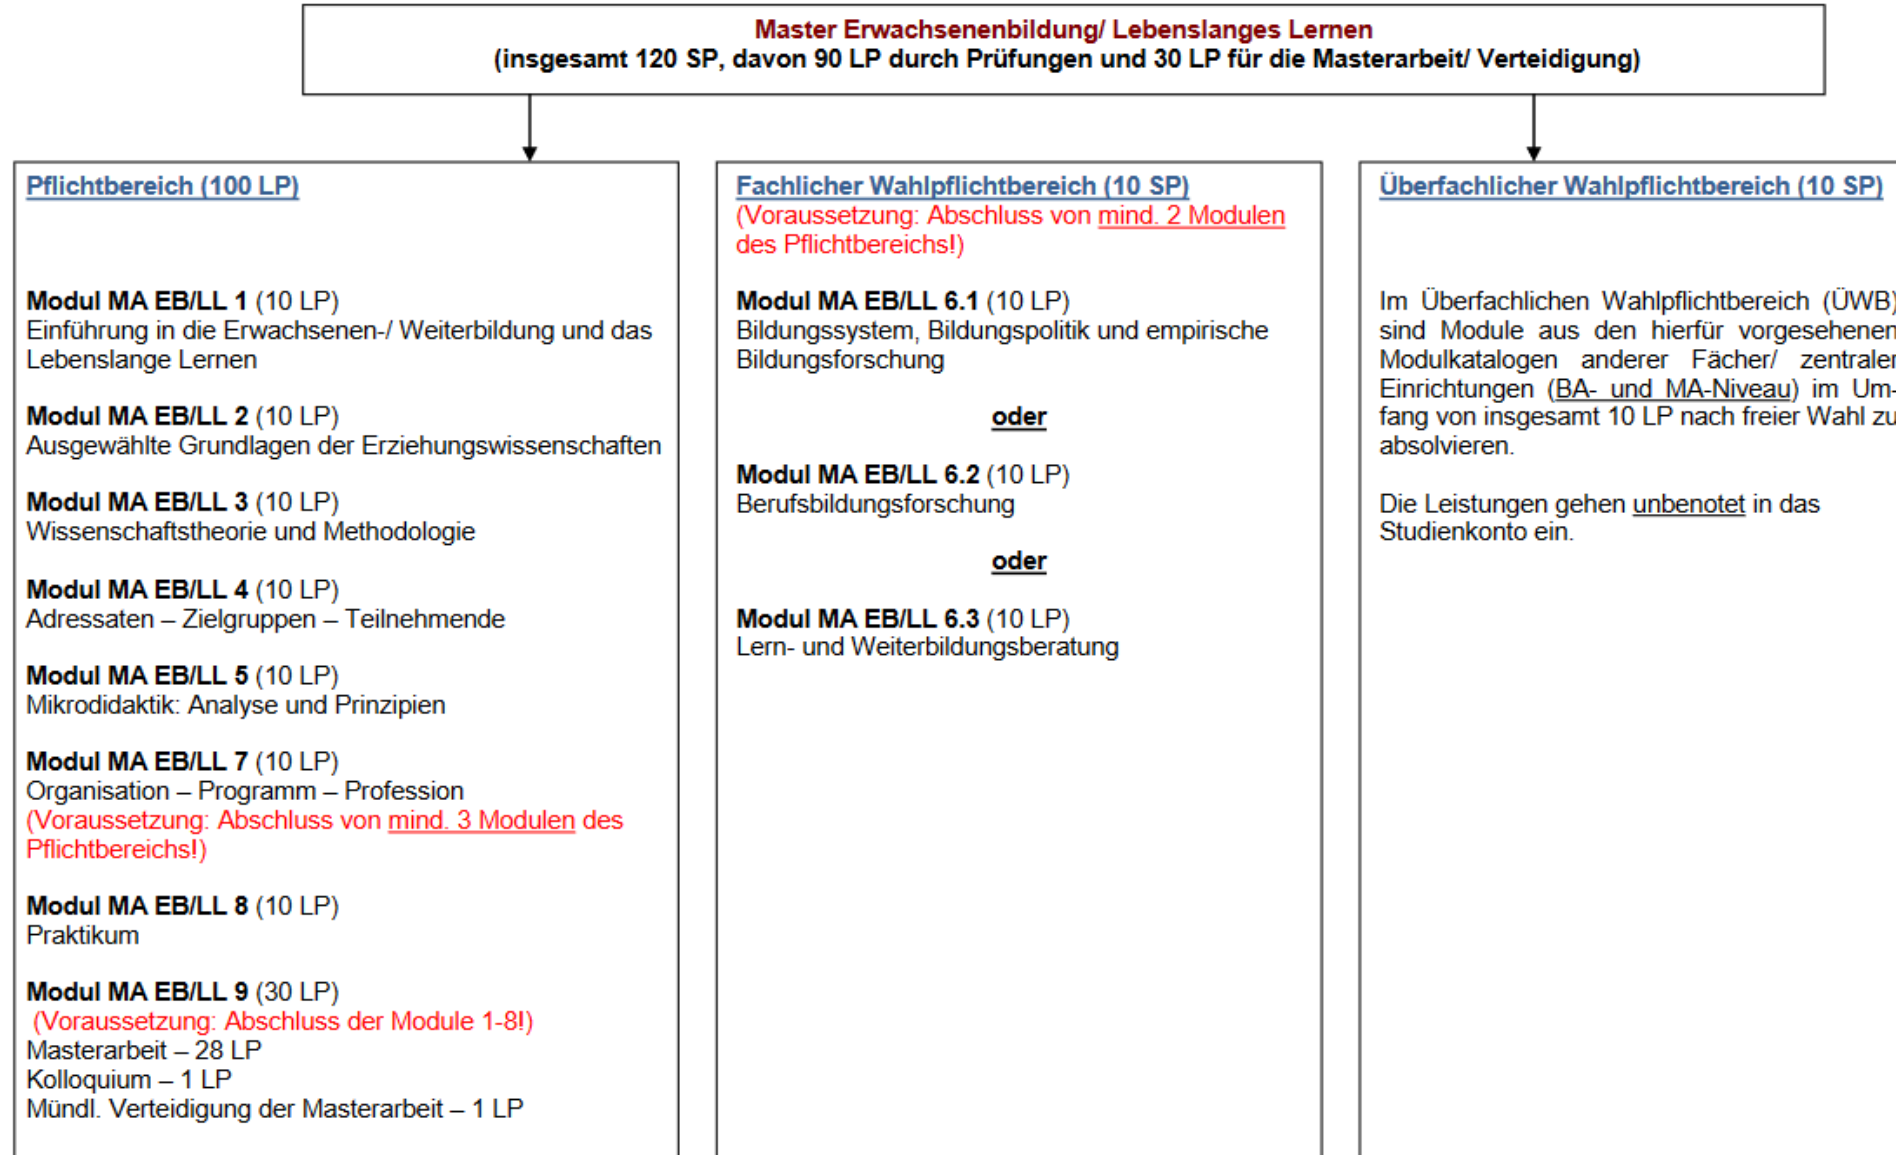 Master Erwachsenenbildung/ Lebenslanges Lernen
(insgesamt 120 SP, davon 90 LP durch Prüfungen und 30 LP für die Masterarbeit/ Verteidigung)
Pflichtbereich (100 LP)
Modul MA EB/LL 1 (10 LP)
Einführung in die Erwachsenen-/ Weiterbildung und das
Lebenslange Lernen
Modul MA EB/LL 2 (10 LP)
Ausgewählte Grundlagen der Erziehungswissenschaften
Modul MA EB/LL 3 (10 LP)
Wissenschaftstheorie und Methodologie
Modul MA EB/LL 4 (10 LP)
Adressaten – Zielgruppen – Teilnehmende
Modul MA EB/LL 5 (10 LP)
Mikrodidaktik: Analyse und Prinzipien
Modul MA EB/LL 7 (10 LP)
Organisation – Programm – Profession
(Voraussetzung: Abschluss von mind. 3 Modulen des
Pflichtbereichs!)
Modul MA EB/LL 8 (10 LP)
Praktikum
Modul MA EB/LL 9 (30 LP)
(Voraussetzung: Abschluss der Module 1-8!)
Masterarbeit – 28 LP
Kolloquium – 1 LP
Mündl. Verteidigung der Masterarbeit – 1 LP
Fachlicher Wahlpflichtbereich (10 SP)
(Voraussetzung: Abschluss von mind. 2 Modulen
des Pflichtbereichs!)
Modul MA EB/LL 6.1 (10 LP)
Bildungssystem, Bildungspolitik und empirische
Bildungsforschung
oder
Modul MA EB/LL 6.2 (10 LP)
Berufsbildungsforschung
oder
Modul MA EB/LL 6.3 (10 LP)
Lern- und Weiterbildungsberatung
Überfachlicher Wahlpflichtbereich (10 SP)
Im Überfachlichen Wahlpflichtbereich (ÜWB)
sind Module aus den hierfür vorgesehenen
Modulkatalogen anderer Fächer/ zentraler
Einrichtungen (BA- und MA-Niveau) im Um-
fang von insgesamt 10 LP nach freier Wahl zu
absolvieren.
Die Leistungen gehen unbenotet in das
Studienkonto ein.